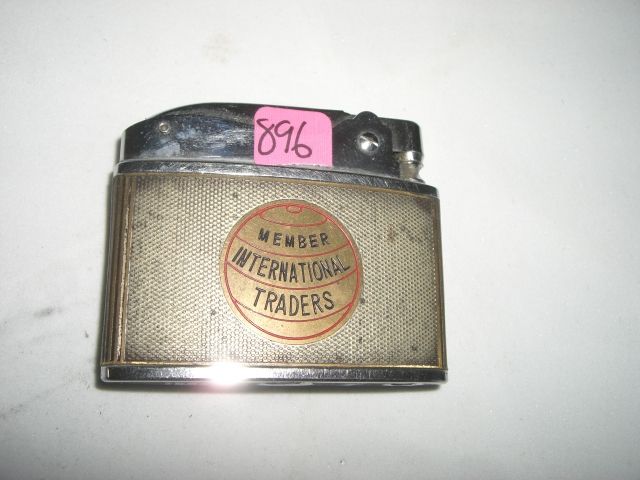 896
MEMBER
INTERNATIONAL
TRADERS